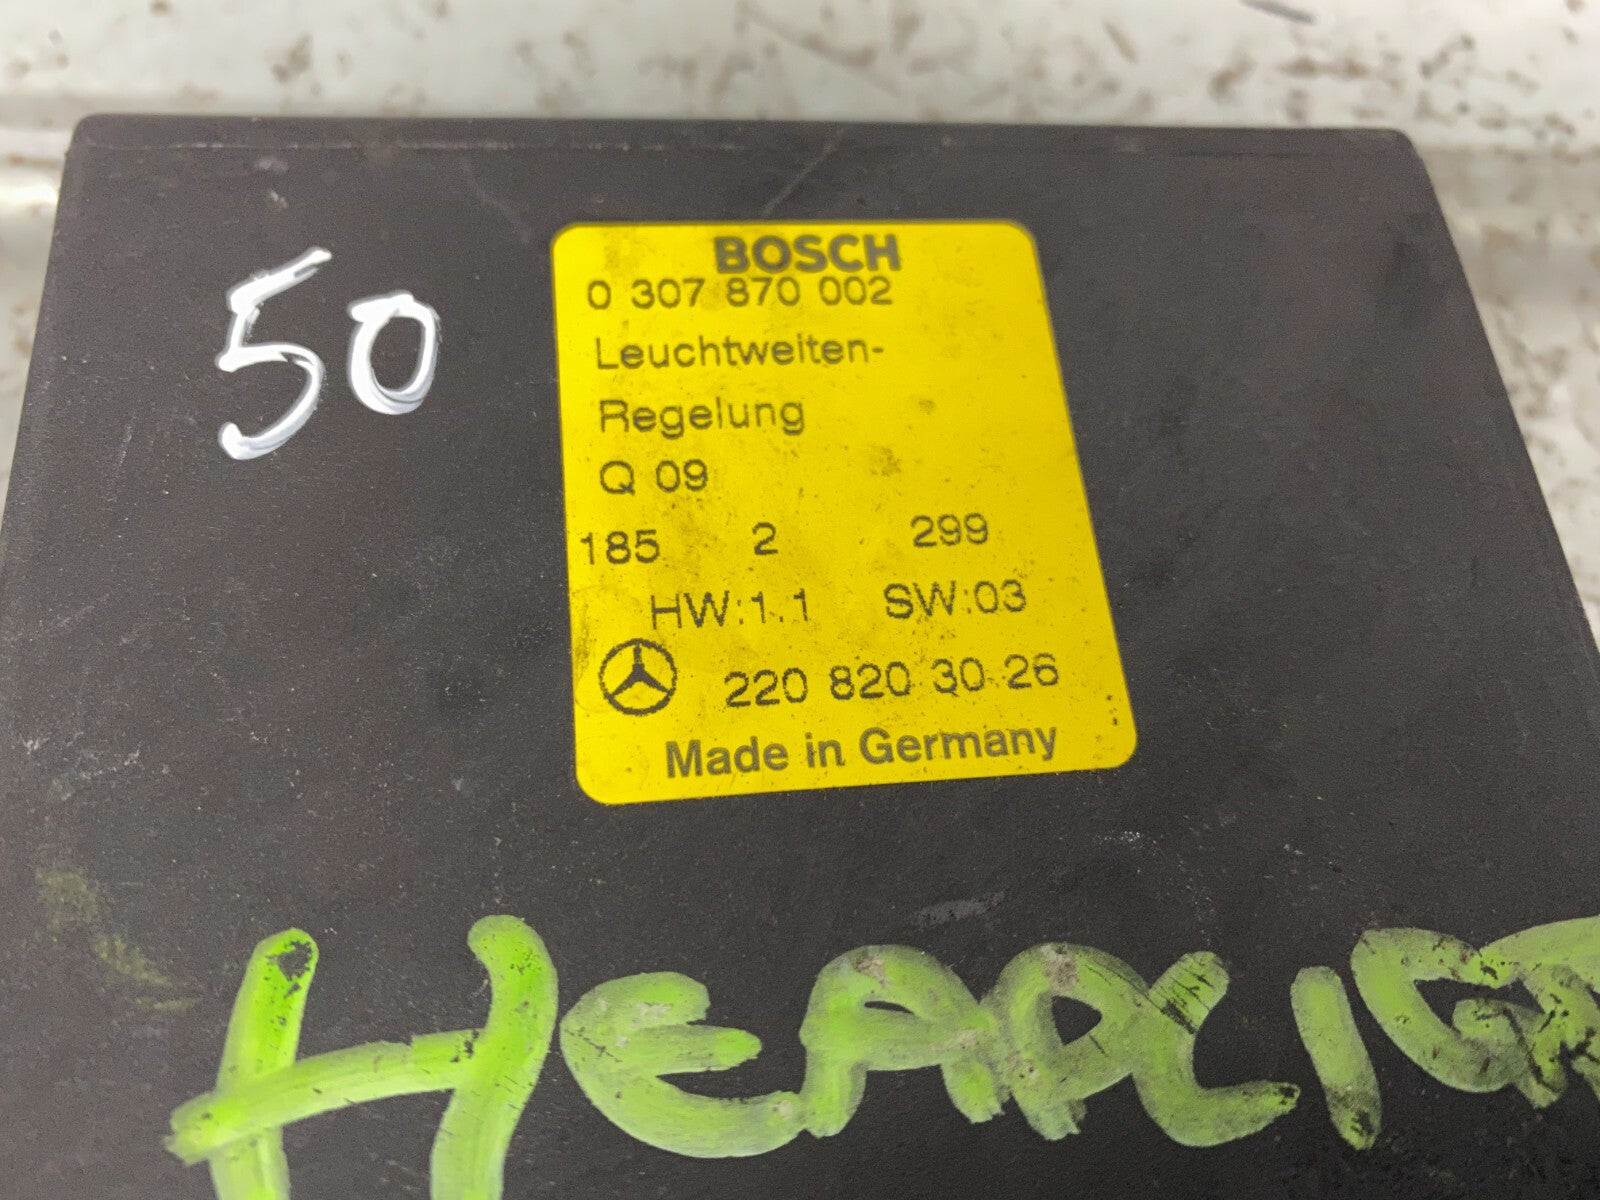 50
BOSCH
0 307 870 002
Leuchtweiten-
Regelung
Q 09
185 2 299
HW:1.1 SW:03
220 820 30 26
Made in Germany